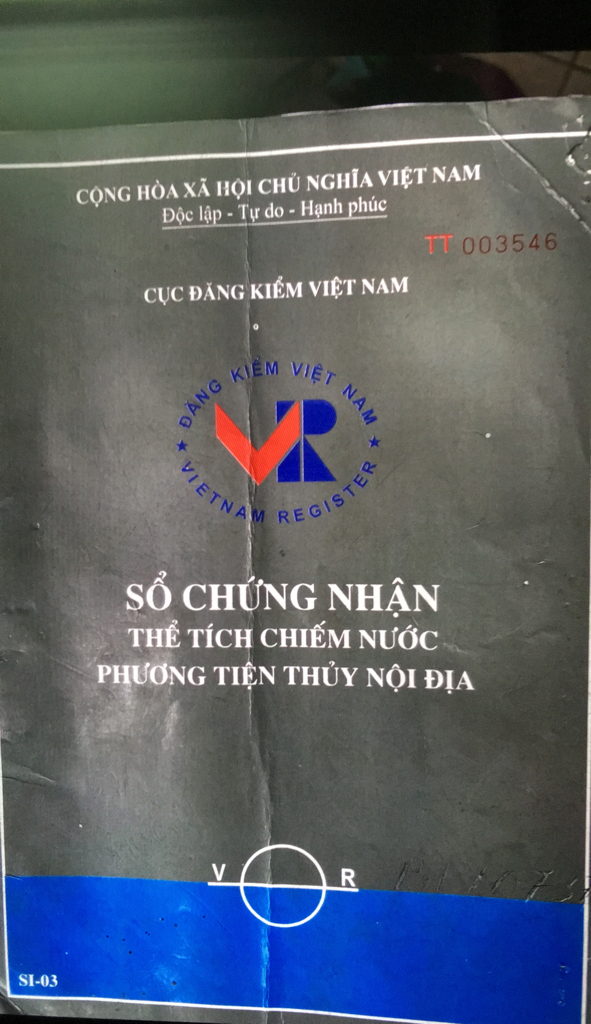 CỘNG HÒA XÃ HỘI CHỦ NGHĨA VIỆT NAM
Độc lập - Tự do - Hạnh phúc
TT 003546
CỤC ĐĂNG KIỂM VIỆT NAM
ĐĂNG KIỂM VIỆT NAM
VR
VIETNAM REGISTER
SỔ CHỨNG NHẬN
THỂ TÍCH CHIẾM NƯỚC
PHƯƠNG TIỆN THỦY NỘI ĐỊA
V R
SI-03